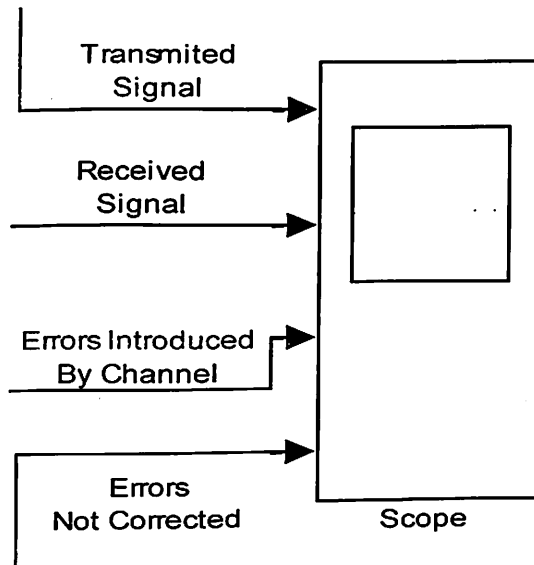 Transmited
Signal
Received
Signal
Errors Introduced
By Channel
Errors
Not Corrected
Scope